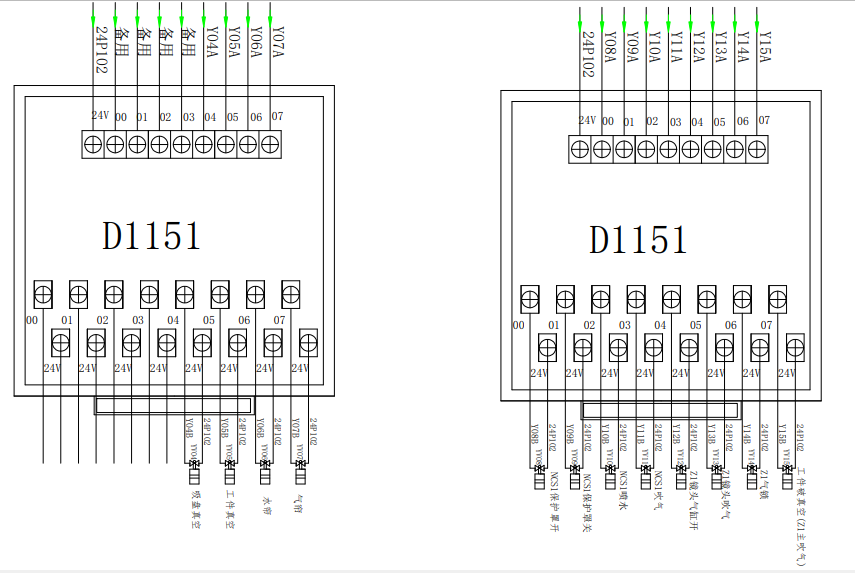 24P102
备用
备用
备用
备用
Y04A
Y05A
Y06A
Y07A
24V
00
01
02
03
04
05
06
07
D1151
00
01
02
03
04
05
06
07
24V
24V
24V
24V
24V
24V
24V
24V
Y04B
24P102
Y05B
24P102
Y06B
24P102
Y07B
24P102
吸盘真空
工件真空
水帘
气帘
24P102
Y08A
Y09A
Y10A
Y11A
Y12A
Y13A
Y14A
Y15A
24V
00
01
02
03
04
05
06
07
D1151
00
01
02
03
04
05
06
07
24V
24V
24V
24V
24V
24V
24V
24V
Y08B
24P102
Y09B
24P102
Y10B
24P102
Y11B
24P102
Y12B
24P102
Y13B
24P102
Y14B
24P102
Y15B
24P102
NCS1保护罩开
NCS1保护罩关
NCS1喷水
NCS1吹气
Z1镜头气缸开
Z1镜头吹气
Z1气锁
工件破真空(Z1主吹气)